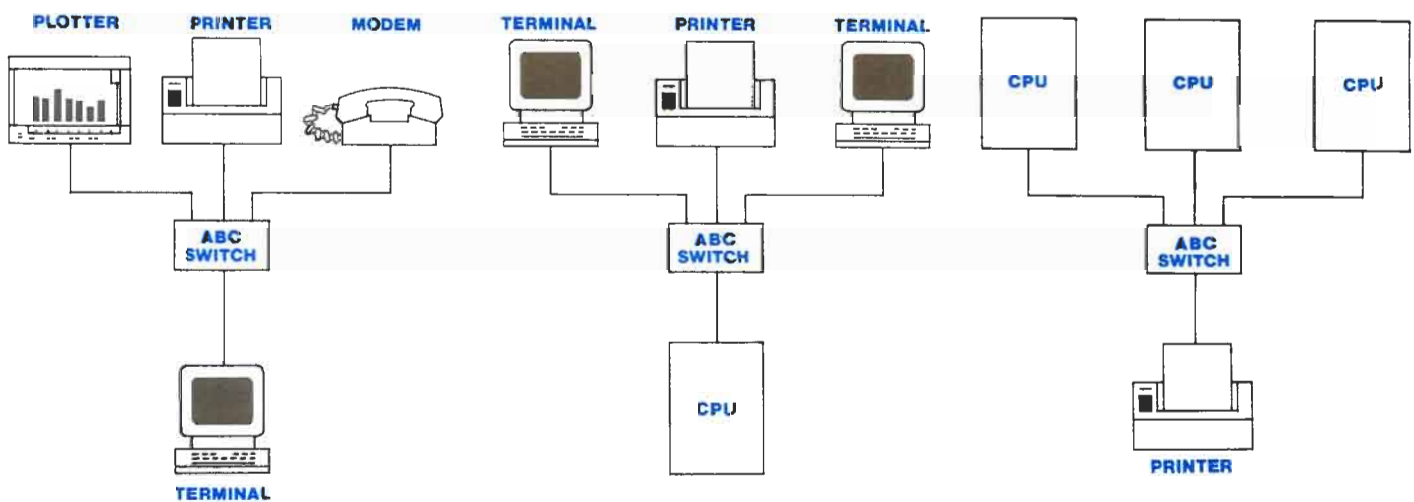 PLOTTER
PRINTER
MODEM
ABC
SWITCH
TERMINAL
TERMINAL
PRINTER
TERMINAL
ABC
SWITCH
CPU
CPU
CPU
CPU
ABC
SWITCH
PRINTER